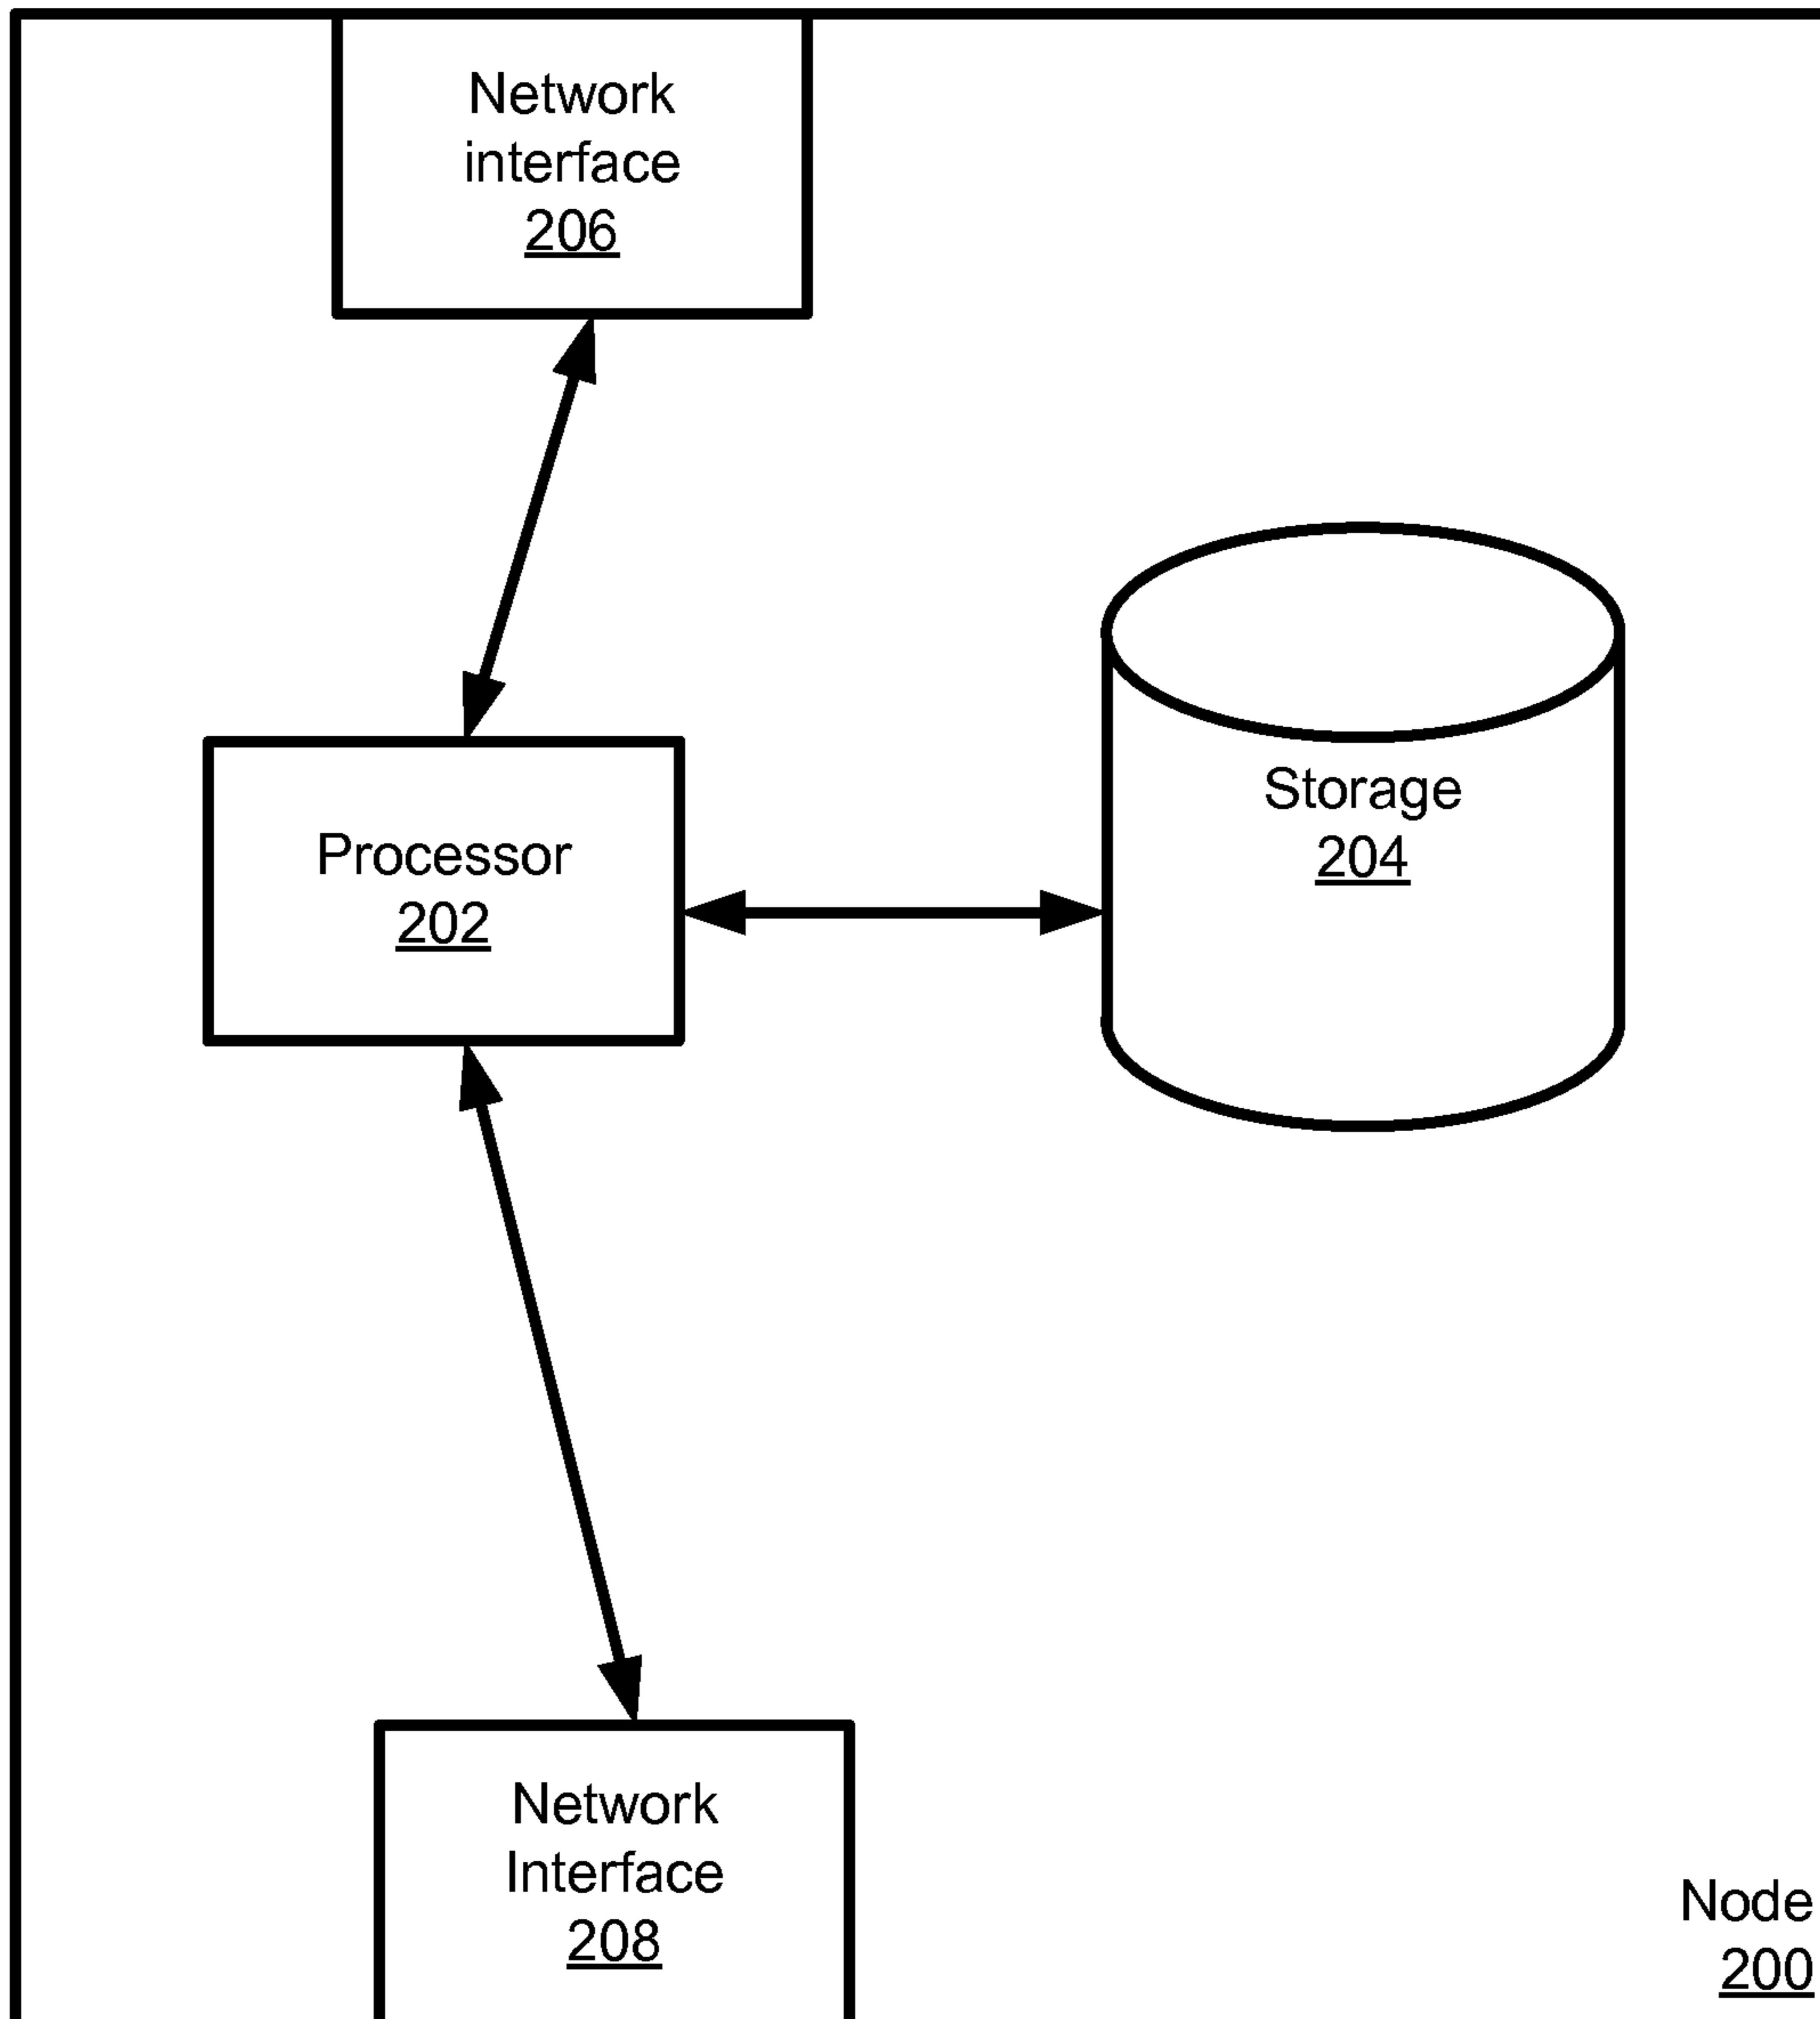 Network
interface
206
Storage
204
Processor
202
Network
Interface
208
Node
200